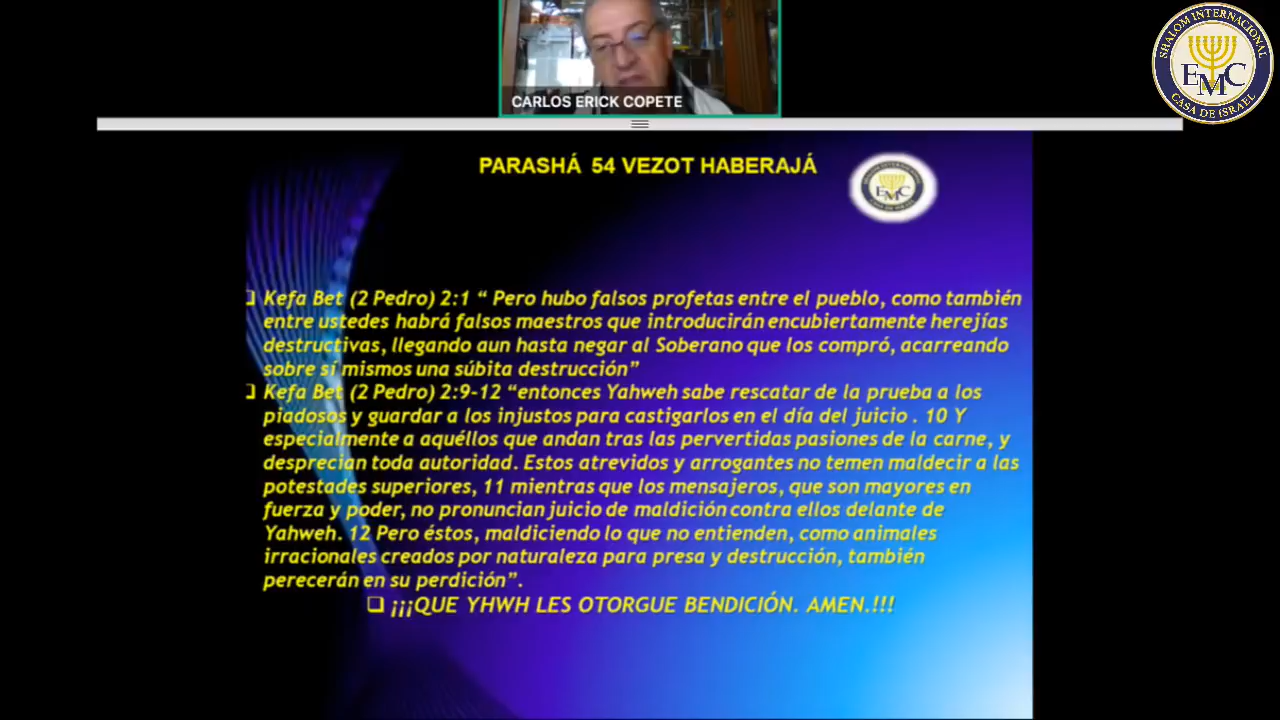 CARLOS ERICK COPETE
SHALOM INTERNACIONAL
EMC
CASA DE ISRAEL
PARASHÁ 54 VEZOT HABERAJÁ
SHALOM INTERNACIONAL
EMC
CASA DE ISRAEL
❑ Kefa Bet (2 Pedro) 2:1 “ Pero hubo falsos profetas entre el pueblo, como también
entre ustedes habrá falsos maestros que introducirán encubiertamente herejías
destructivas, llegando aun hasta negar al Soberano que los compró, acarreando
sobre sí mismos una súbita destrucción”
❑ Kefa Bet (2 Pedro) 2:9-12 “entonces Yahweh sabe rescatar de la prueba a los
piadosos y guardar a los injustos para castigarlos en el día del juicio . 10 Y
especialmente a aquéllos que andan tras las pervertidas pasiones de la carne, y
desprecian toda autoridad. Estos atrevidos y arrogantes no temen maldecir a las
potestades superiores, 11 mientras que los mensajeros, que son mayores en
fuerza y poder, no pronuncian juicio de maldición contra ellos delante de
Yahweh. 12 Pero éstos, maldiciendo lo que no entienden, como animales
irracionales creados por naturaleza para presa y destrucción, también
perecerán en su perdición”.
❑ ¡¡¡QUE YHWH LES OTORGUE BENDICIÓN. AMEN.!!!